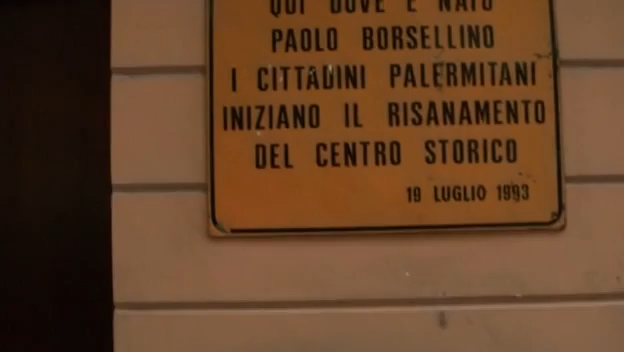 QUI DOVE È NATO
PAOLO BORSELLINO
I CITTADINI PALERMITANI
INIZIANO IL RISANAMENTO
DEL CENTRO STORICO
19 LUGLIO 1993